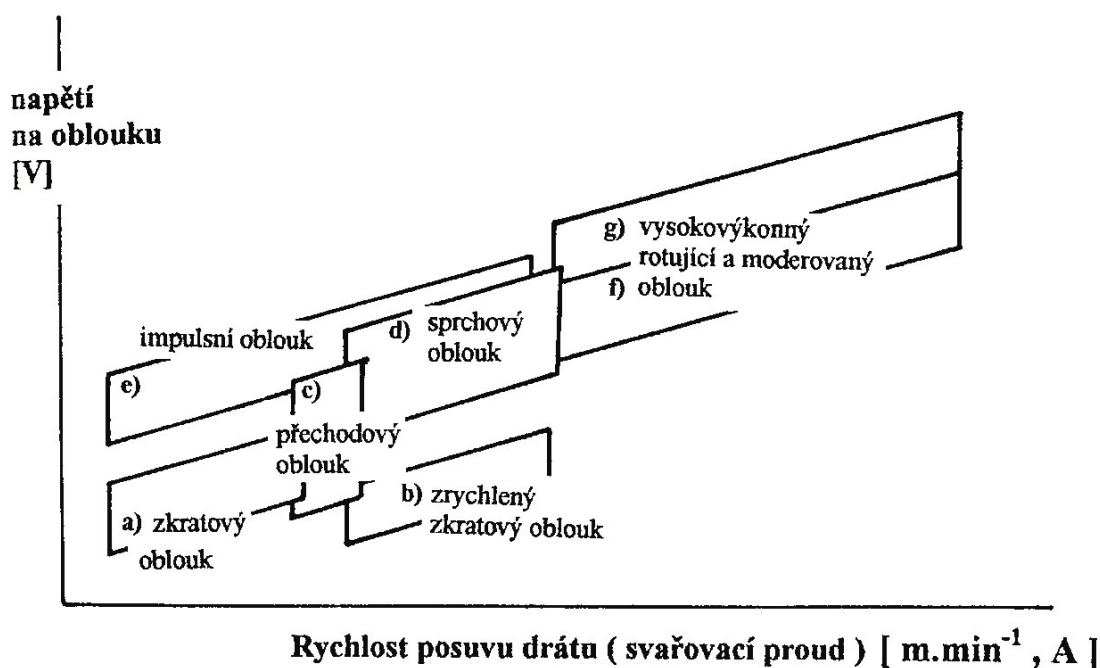 napětí
na oblouku
[V]
g) vysokovýkonný
rotující a moderovaný
f) oblouk
impulsní oblouk
d) sprchový
oblouk
e)
c)
přechodový
oblouk
b) zrychlený
zkratový oblouk
a) zkratový
oblouk
Rychlost posuvu drátu ( svařovací proud ) [ m.min⁻¹ , A ]